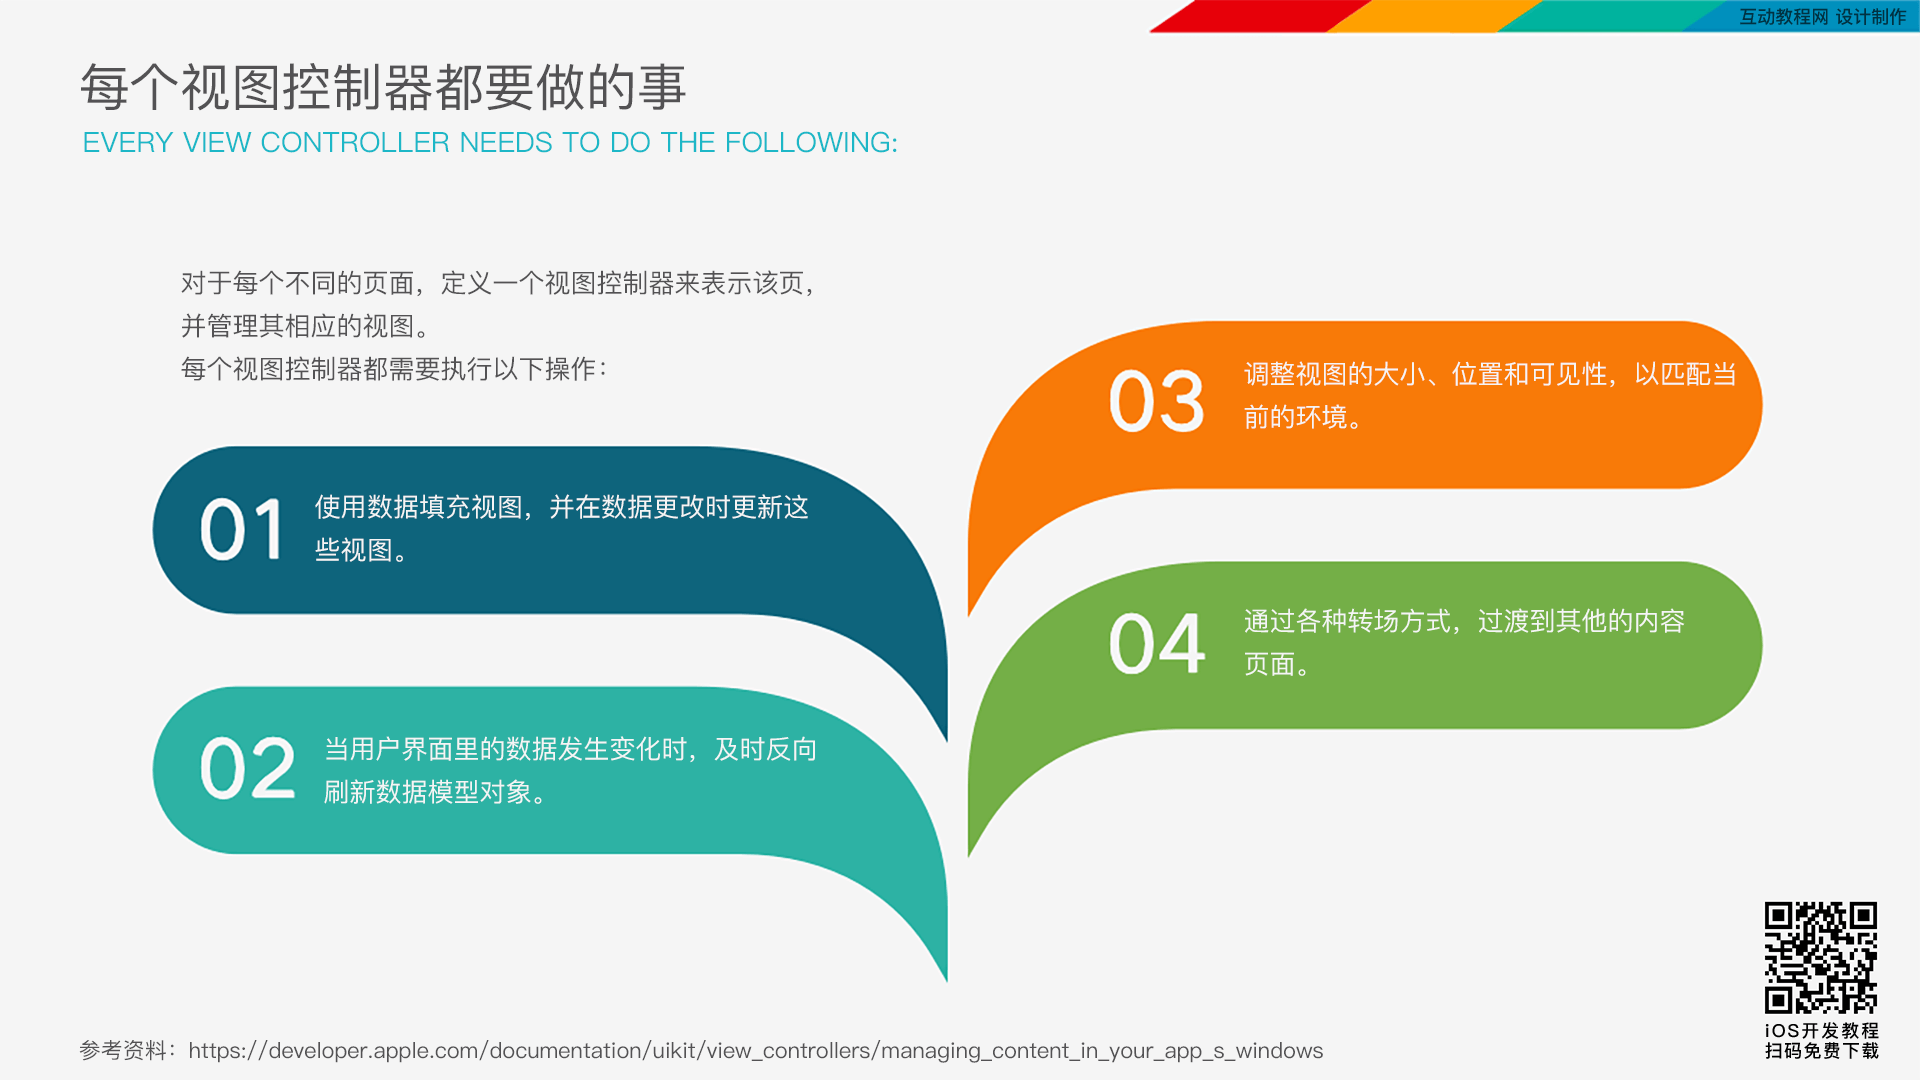 互动教程网 设计制作
每个视图控制器都要做的事
EVERY VIEW CONTROLLER NEEDS TO DO THE FOLLOWING:
对于每个不同的页面，定义一个视图控制器来表示该页，
并管理其相应的视图。
每个视图控制器都需要执行以下操作：
01
使用数据填充视图，并在数据更改时更新这
些视图。
02
当用户界面里的数据发生变化时，及时反向
刷新数据模型对象。
03
调整视图的大小、位置和可见性，以匹配当
前的环境。
04
通过各种转场方式，过渡到其他的内容
页面。
iOS开发教程
扫码免费下载
参考资料：https://developer.apple.com/documentation/uikit/view_controllers/managing_content_in_your_app_s_windows